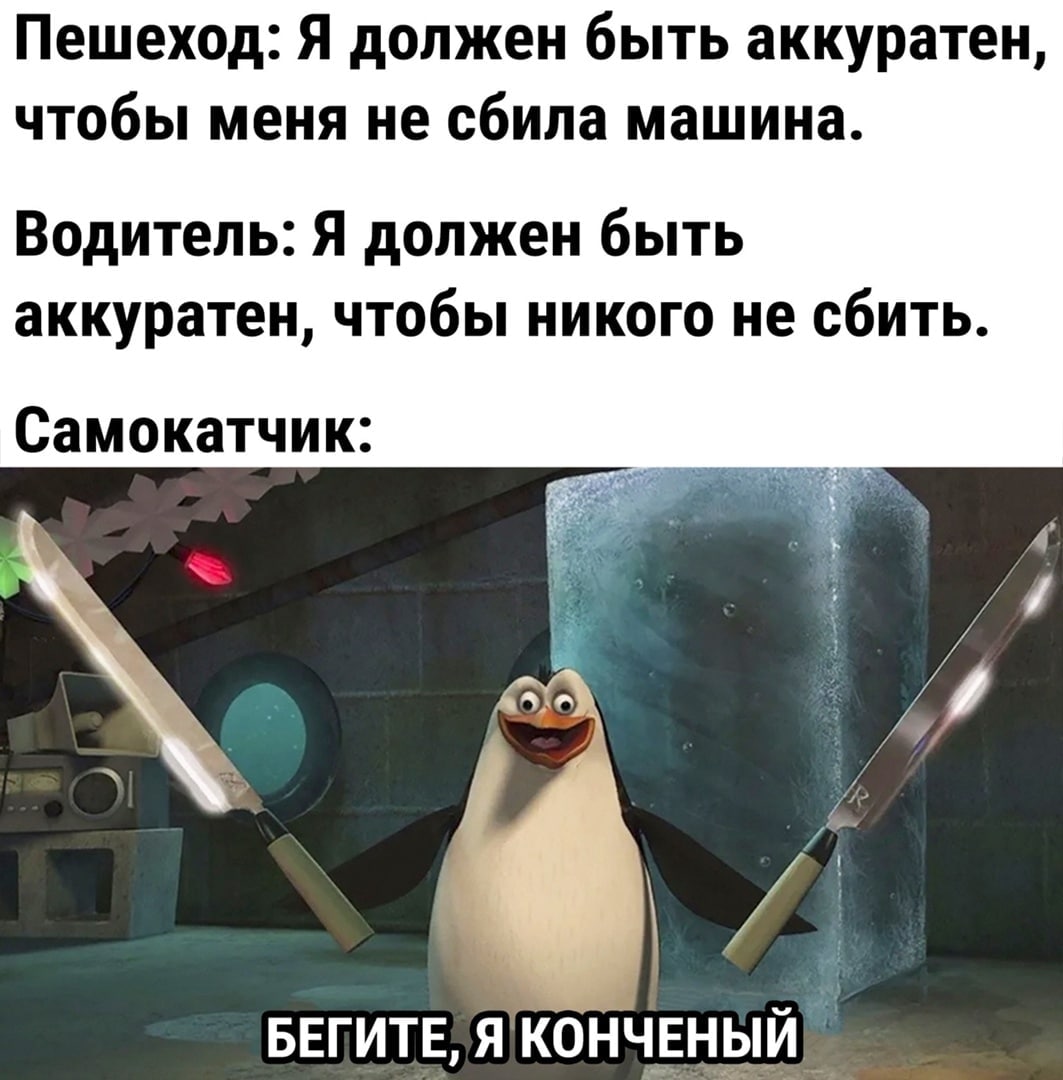 Пешеход: Я должен быть аккуратен,
чтобы меня не сбила машина.
Водитель: Я должен быть
аккуратен, чтобы никого не сбить.
Самокатчик:
R
БЕГИТЕ, Я КОНЧЕНЫЙ